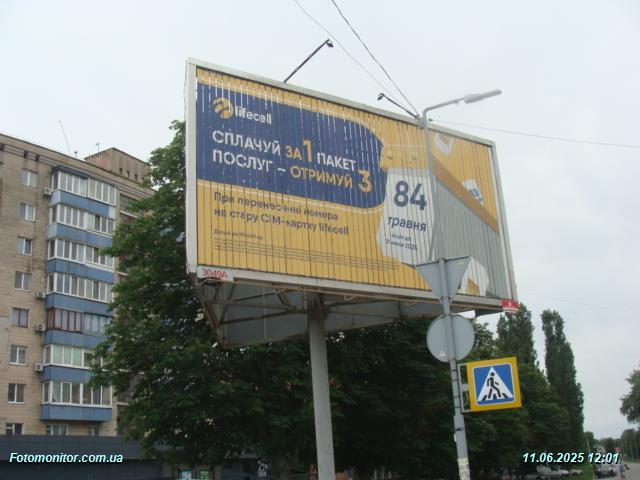 lifecell
СПЛАЧУЙ ЗА 1 ПАКЕТ
ПОСЛУГ – ОТРИМУЙ 3
При перенесенні номера
на стару СІМ-картку lifecell
84
травня
3049А
Fotomonitor.com.ua
11.06.2025 12:01